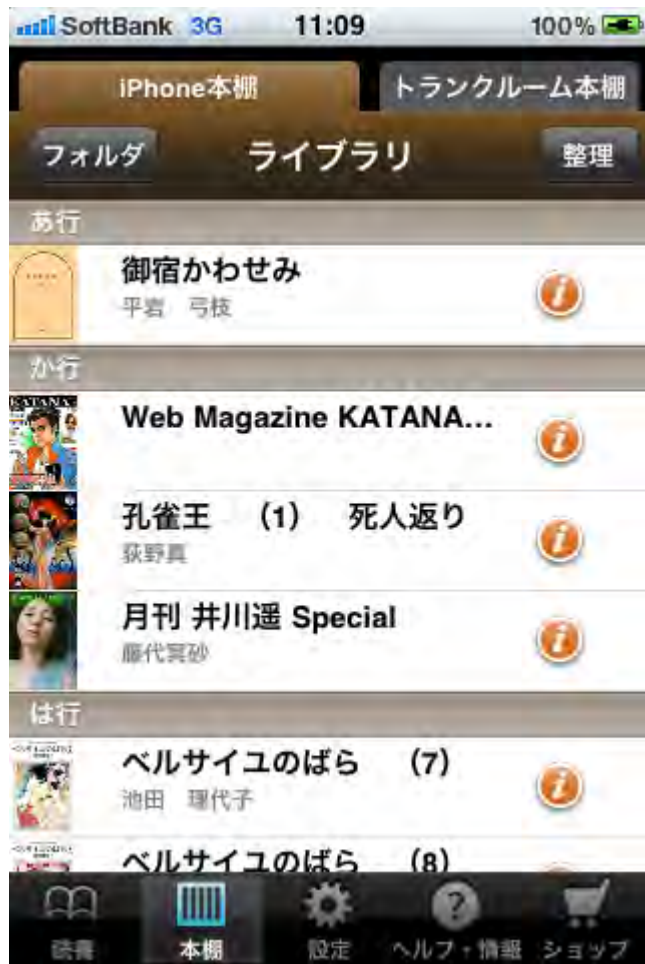 SoftBank 3G 11:09 100%
iPhone本棚 トランクルーム本棚
フォルダ ライブラリ 整理
あ行
御宿かわせみ
平岩 弓枝
か行
Web Magazine KATANA...
孔雀王 （1） 死人返り
荻野真
月刊 井川遥 Special
藤代冥砂
は行
ベルサイユのばら （7）
池田 理代子
ベルサイユのばら （8）
読書 本棚 設定 ヘルプ・情報 ショップ